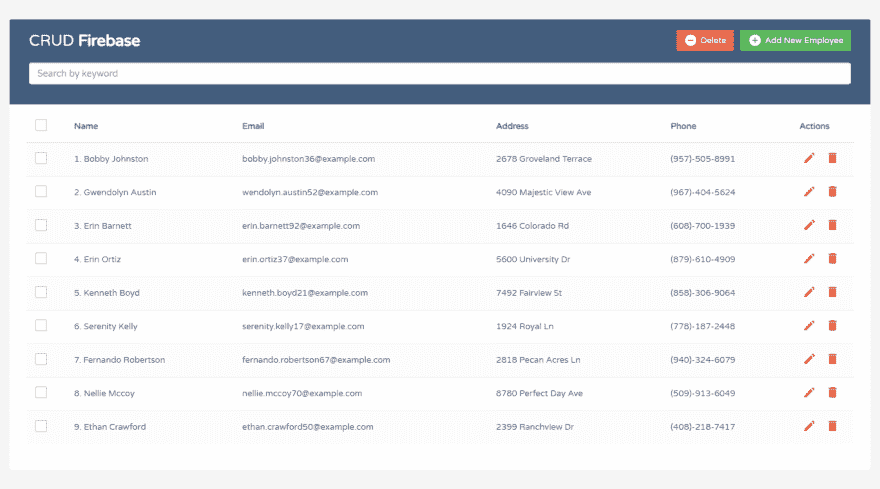 CRUD Firebase
Delete
Add New Employee
Search by keyword
Name Email Address Phone Actions
1. Bobby Johnston bobby.johnston36@example.com 2678 Groveland Terrace (957)-505-8991
2. Gwendolyn Austin wendolyn.austin52@example.com 4090 Majestic View Ave (967)-404-5624
3. Erin Barnett erin.barnett92@example.com 1646 Colorado Rd (608)-700-1939
4. Erin Ortiz erin.ortiz37@example.com 5600 University Dr (879)-610-4909
5. Kenneth Boyd kenneth.boyd21@example.com 7492 Fairview St (858)-306-9064
6. Serenity Kelly serenity.kelly17@example.com 1924 Royal Ln (778)-187-2448
7. Fernando Robertson fernando.robertson67@example.com 2818 Pecan Acres Ln (940)-324-6079
8. Nellie Mccoy nellie.mccoy70@example.com 8780 Perfect Day Ave (509)-913-6049
9. Ethan Crawford ethan.crawford50@example.com 2399 Ranchview Dr (408)-218-7417